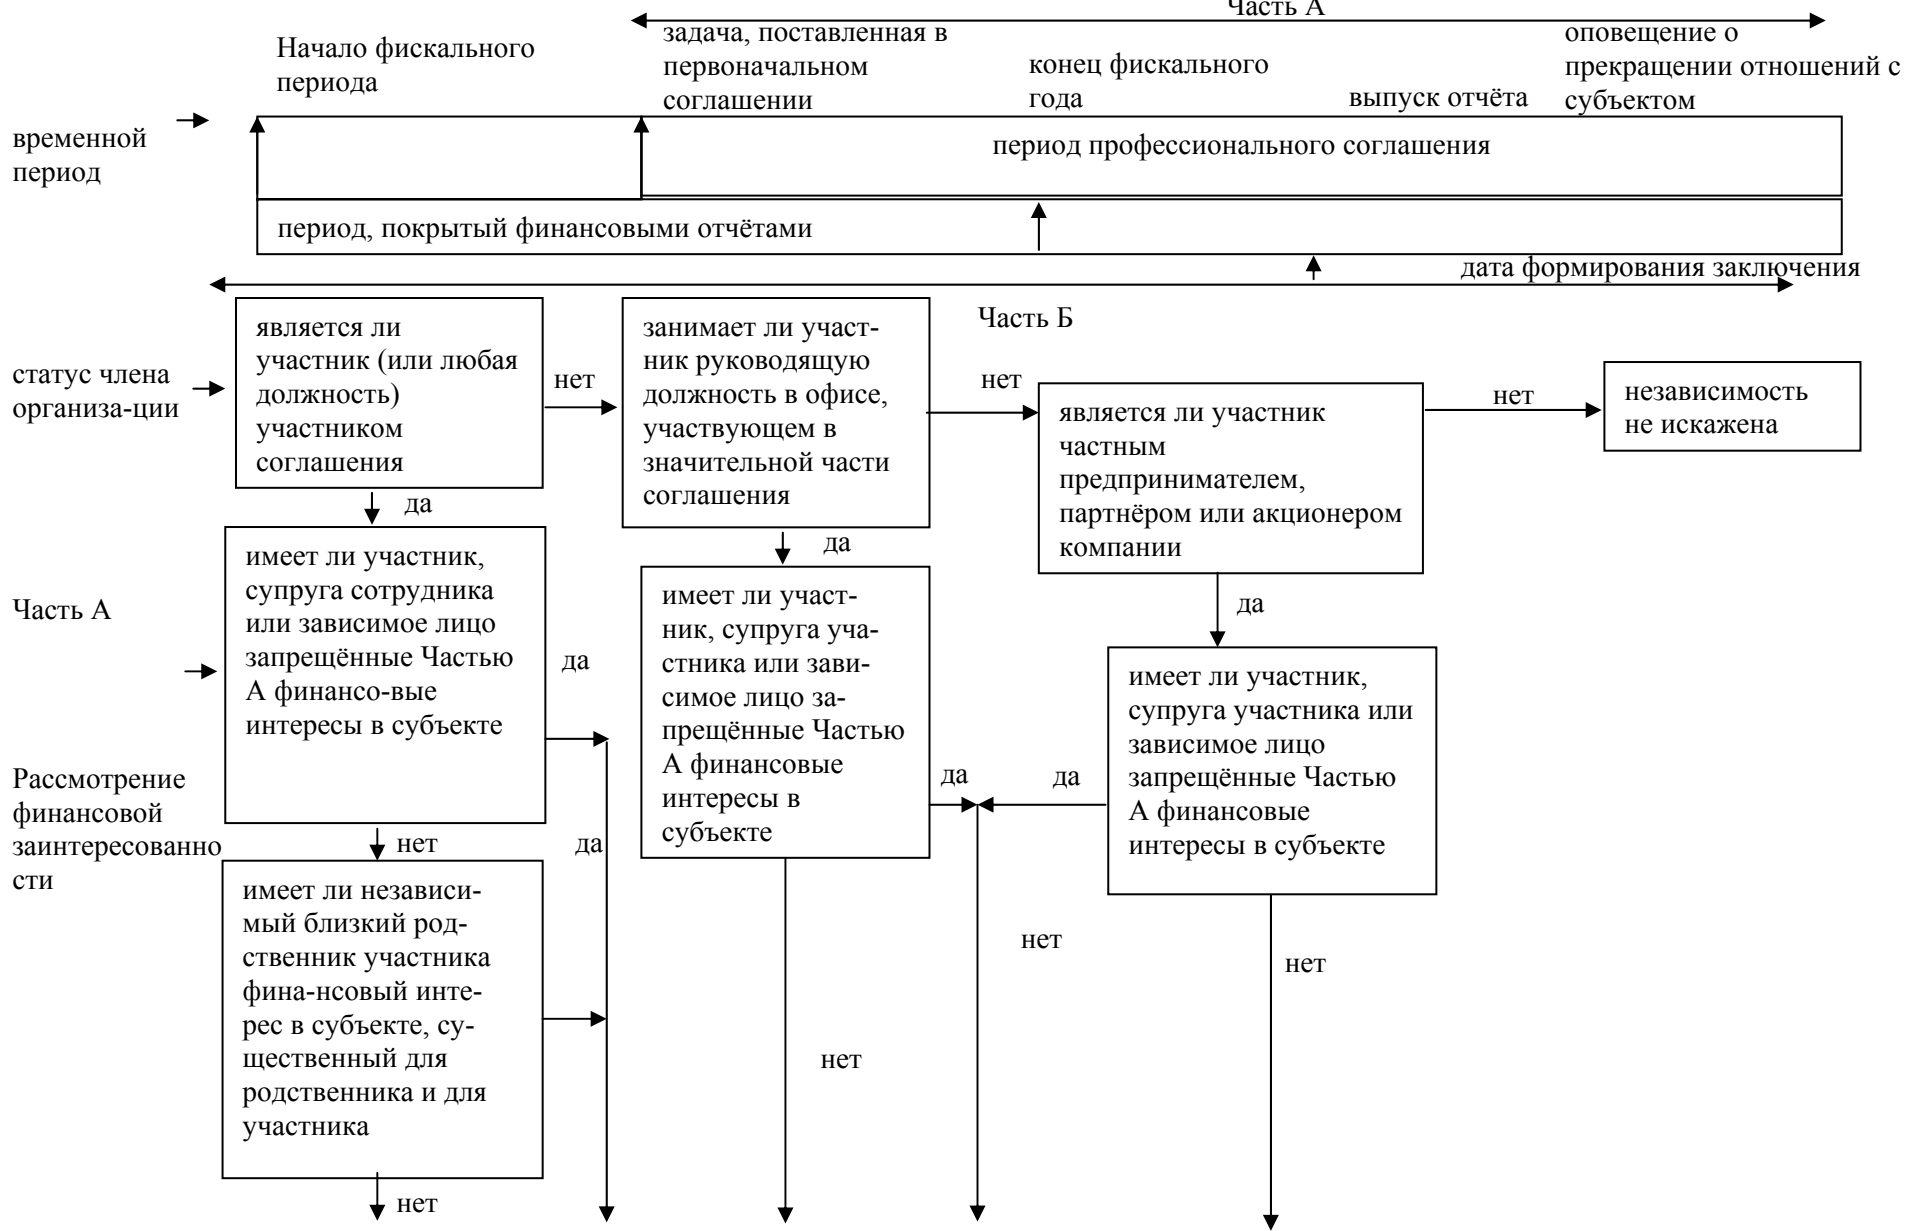 Часть А
Начало фискального
периода
задача, поставленная в
первоначальном
соглашении
конец фискального
года
выпуск отчёта
оповещение о
прекращении отношений с
субъектом
временной
период
период профессионального соглашения
период, покрытый финансовыми отчётами
дата формирования заключения
Часть Б
статус члена
организа-ции
является ли
участник (или любая
должность)
участником
соглашения
нет
занимает ли участ-
ник руководящую
должность в офисе,
участвующем в
значительной части
соглашения
нет
является ли участник
частным
предпринимателем,
партнёром или акционером
компании
нет
независимость
не искажена
да
да
да
Часть А
имеет ли участник,
супруга сотрудника
или зависимое лицо
запрещённые Частью
А финансо-вые
интересы в субъекте
да
имеет ли участ-
ник, супруга уча-
стника или зави-
симое лицо за-
прещённые Частью
А финансовые
интересы в
субъекте
да
да
имеет ли участник,
супруга участника или
зависимое лицо
запрещённые Частью
А финансовые
интересы в субъекте
Рассмотрение
финансовой
заинтересованно
сти
нет
да
имеет ли независи-
мый близкий род-
ственник участника
фина-нсовый инте-
рес в субъекте, су-
щественный для
родственника и для
участника
нет
нет
нет
нет